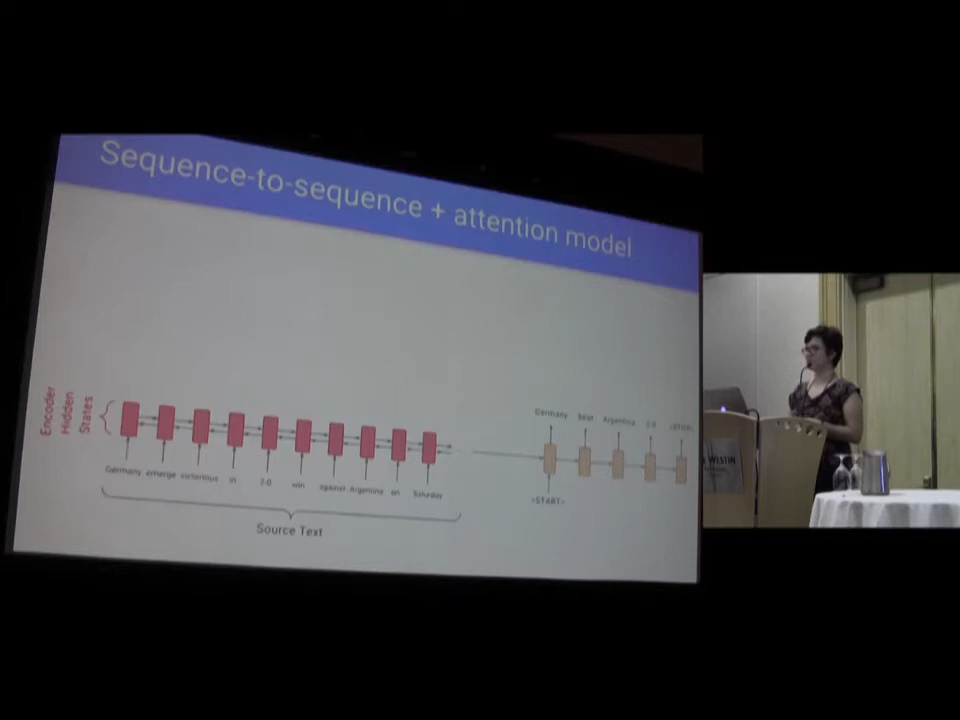 Sequence-to-sequence + attention model
Encoder
Hidden
States
Germany beat Argentina 2-0 <STOP>
Germany emerge victorious in 2-0 win against Argentina on Saturday
<START>
Source Text
WESTIN